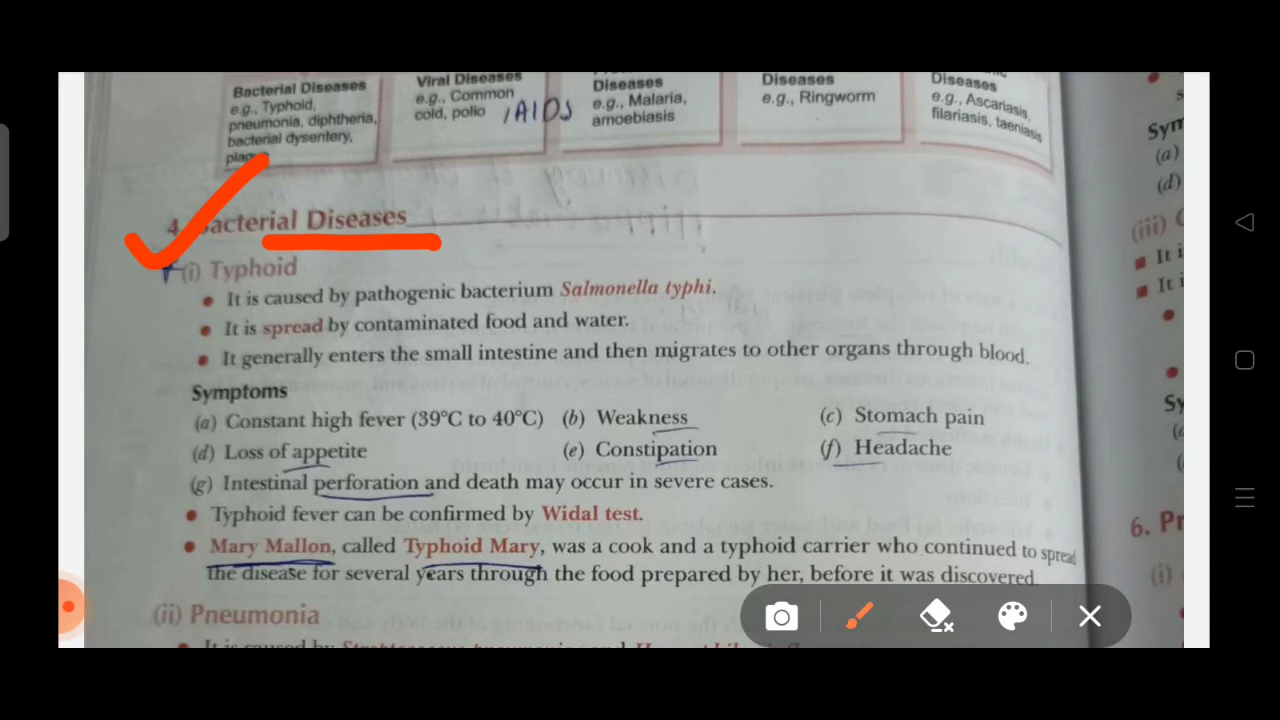 Bacterial Diseases
e.g., Typhoid,
pneumonia, diphtheria,
bacterial dysentery,
Viral Diseases
e.g., Common
cold, polio , AIDS
Diseases
e.g., Malaria,
amoebiasis
Diseases
e.g., Ringworm
Diseases
e.g., Ascariasis,
filariasis, taeniasis
4. Bacterial Diseases
(i) Typhoid
• It is caused by pathogenic bacterium Salmonella typhi.
• It is spread by contaminated food and water.
• It generally enters the small intestine and then migrates to other organs through blood.
Symptoms
(a) Constant high fever (39°C to 40°C) (b) Weakness (c) Stomach pain
(d) Loss of appetite (e) Constipation (f) Headache
(g) Intestinal perforation and death may occur in severe cases.
• Typhoid fever can be confirmed by Widal test.
• Mary Mallon, called Typhoid Mary, was a cook and a typhoid carrier who continued to spread
the disease for several years through the food prepared by her, before it was discovered
(ii) Pneumonia
(a)
(d)
(iii)
It i
It i
6. Pr
(i)